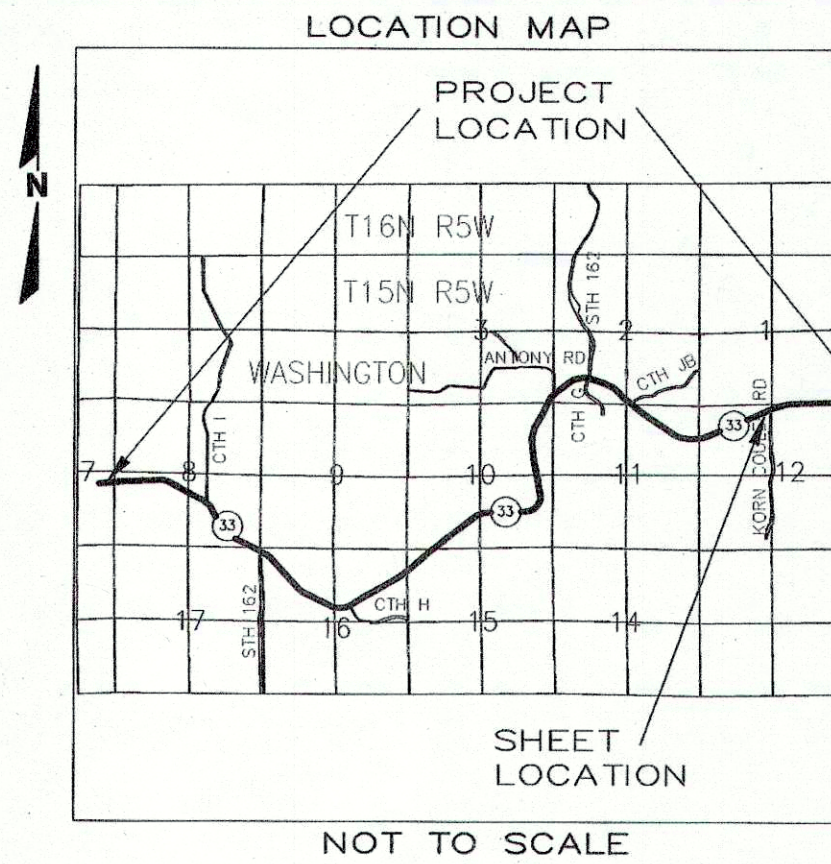 LOCATION MAP
PROJECT
LOCATION
N
T16N R5W
T15N R5W
STH 162
3
2
1
ANTONY RD
WASHINGTON
CTH JB
CTH G
RD
CTH I
33
7
8
9
10
11
12
33
33
KORN
STH 162
CTH H
17
16
15
14
SHEET
LOCATION
NOT TO SCALE